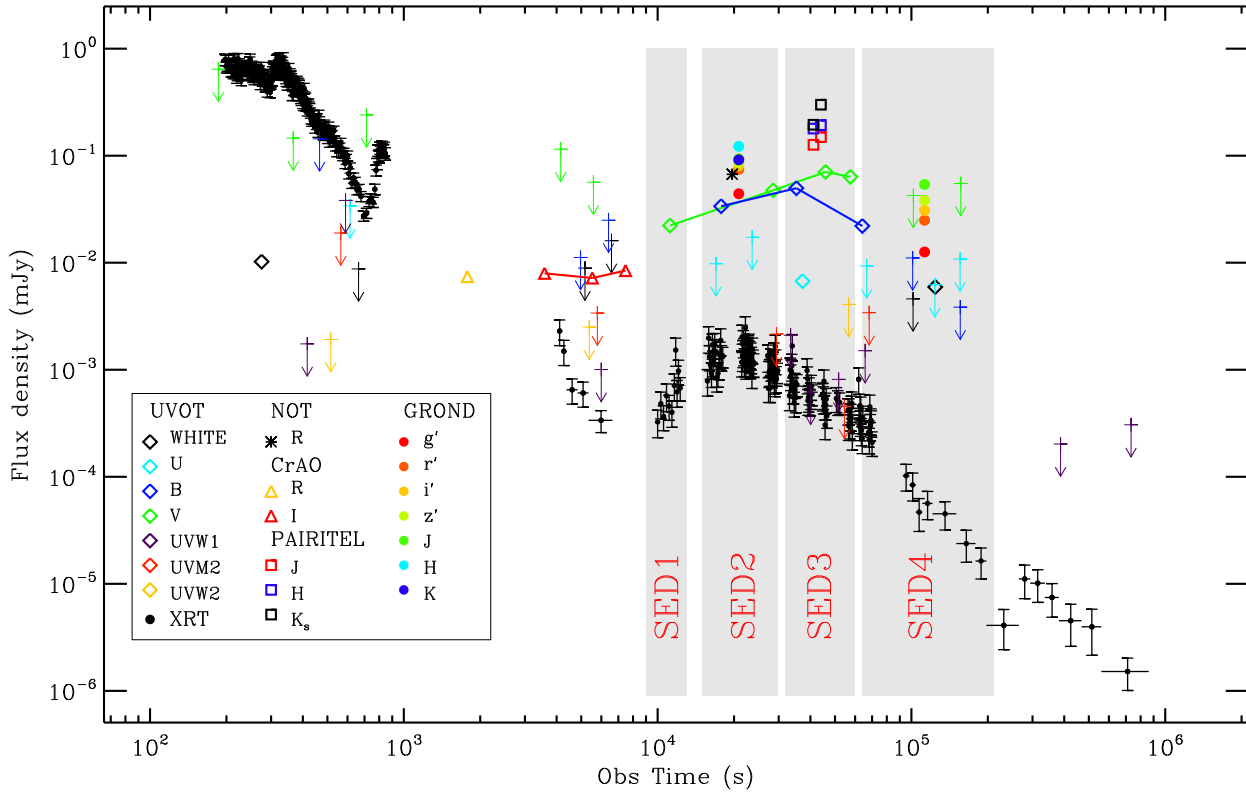 10⁰
10⁻¹
10⁻²
10⁻³
10⁻⁴
10⁻⁵
10⁻⁶
Flux density (mJy)
UVOT
WHITE
U
B
V
UVW1
UVM2
UVW2
XRT
NOT
R
CrAO
R
I
PAIRITEL
J
H
Kₛ
GROND
g'
r'
i'
z'
J
H
K
SED1
SED2
SED3
SED4
10²
10³
10⁴
10⁵
10⁶
Obs Time (s)